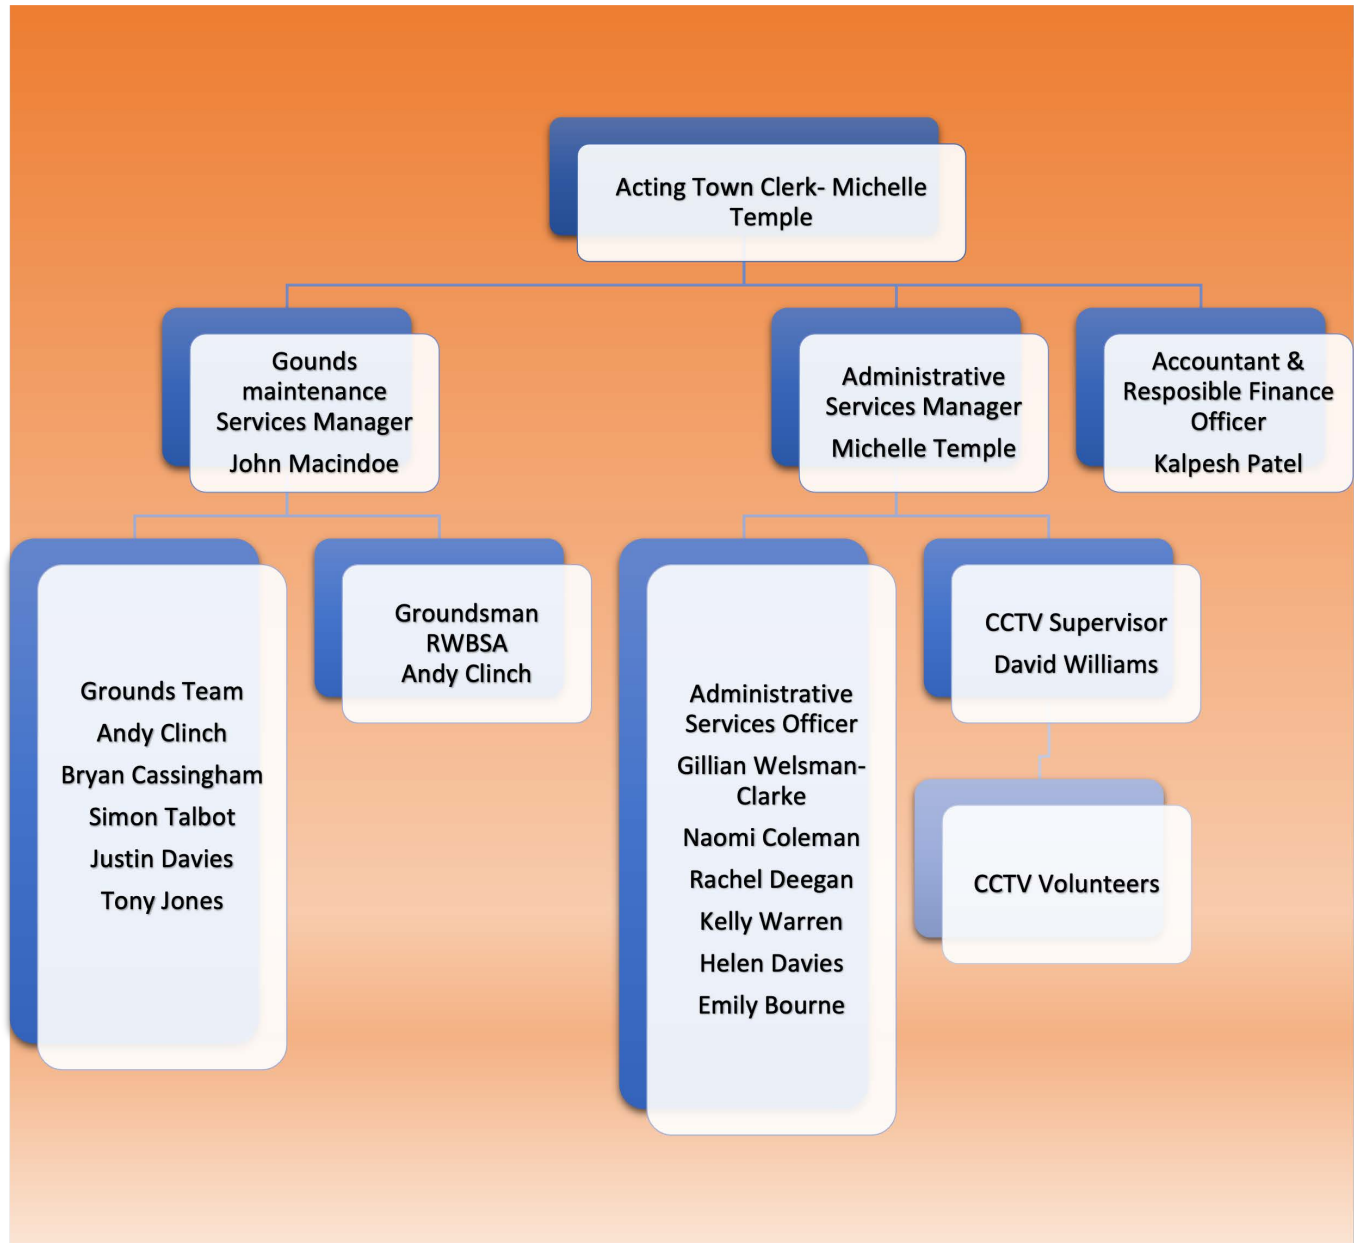 Acting Town Clerk- Michelle
Temple
Gounds
maintenance
Services Manager
John Macindoe
Administrative
Services Manager
Michelle Temple
Accountant &
Resposible Finance
Officer
Kalpesh Patel
Grounds Team
Andy Clinch
Bryan Cassingham
Simon Talbot
Justin Davies
Tony Jones
Groundsman
RWBSA
Andy Clinch
Administrative
Services Officer
Gillian Welsman-
Clarke
Naomi Coleman
Rachel Deegan
Kelly Warren
Helen Davies
Emily Bourne
CCTV Supervisor
David Williams
CCTV Volunteers